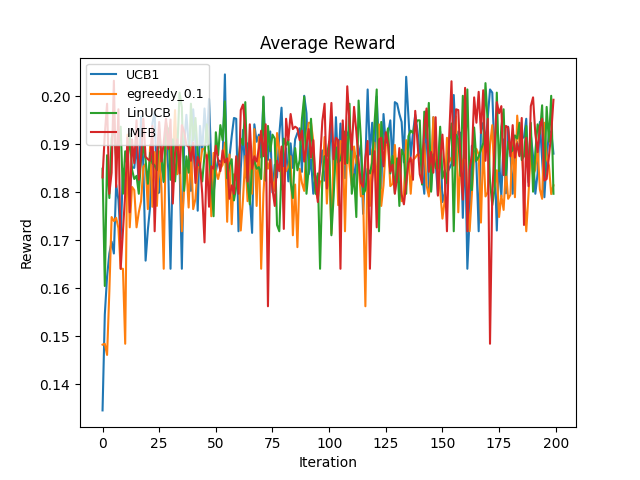 Average Reward
UCB1
egreedy_0.1
LinUCB
IMFB
Reward
0.20
0.19
0.18
0.17
0.16
0.15
0.14
0 25 50 75 100 125 150 175 200
Iteration